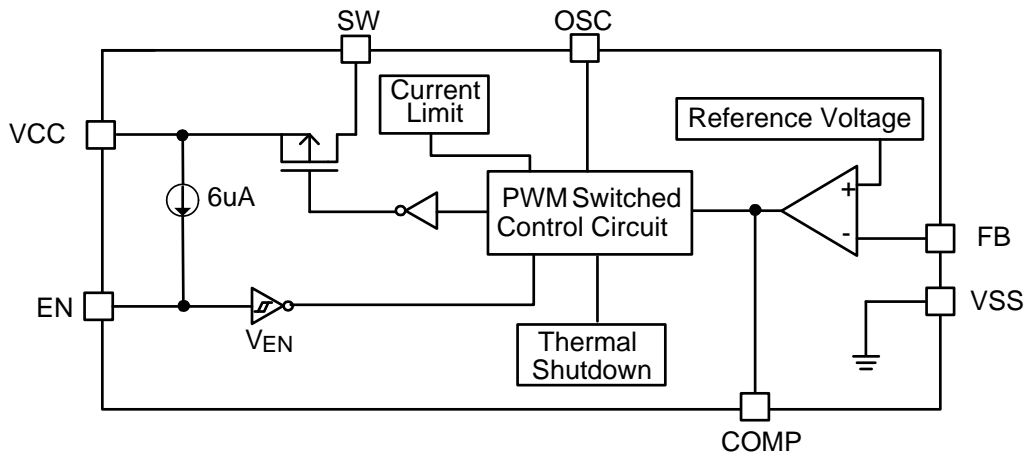 SW
OSC
Current
Limit
VCC
Reference Voltage
6uA
PWM Switched
Control Circuit
+
-
FB
EN
VEN
VSS
Thermal
Shutdown
COMP